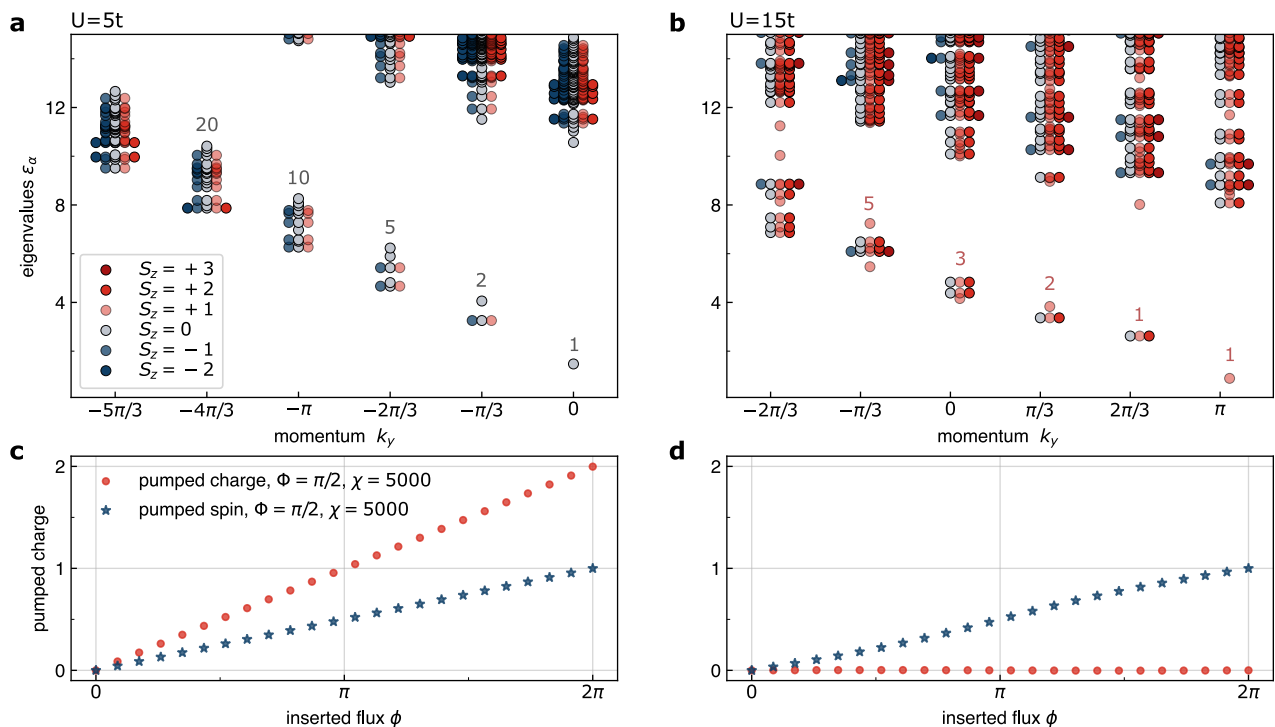 a
U=5t
eigenvalues ε_α
12
8
4
20
10
5
2
1
S_z = +3
S_z = +2
S_z = +1
S_z = 0
S_z = −1
S_z = −2
−5π/3 −4π/3 −π −2π/3 −π/3 0
momentum k_y
b
U=15t
12
8
4
5
3
2
1
1
−2π/3 −π/3 0 π/3 2π/3 π
momentum k_y
c
pumped charge
2
1
0
pumped charge, Φ = π/2, χ = 5000
pumped spin, Φ = π/2, χ = 5000
0 π 2π
inserted flux ϕ
d
2
1
0
0 π 2π
inserted flux ϕ